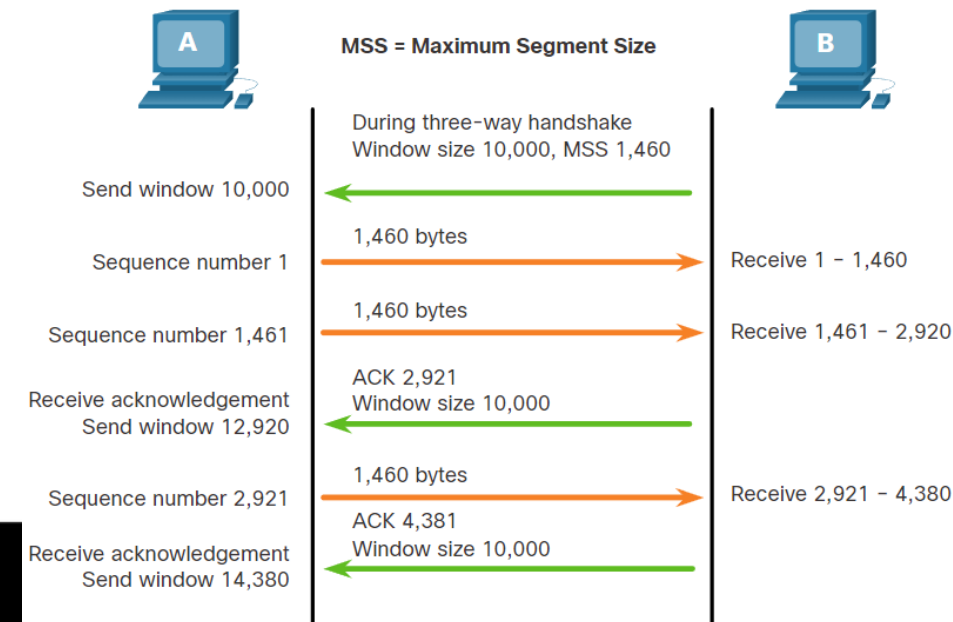 A
MSS = Maximum Segment Size
B
During three-way handshake
Window size 10,000, MSS 1,460
Send window 10,000
1,460 bytes
Sequence number 1
Receive 1 - 1,460
1,460 bytes
Sequence number 1,461
Receive 1,461 - 2,920
ACK 2,921
Window size 10,000
Receive acknowledgement
Send window 12,920
1,460 bytes
Sequence number 2,921
Receive 2,921 - 4,380
ACK 4,381
Window size 10,000
Receive acknowledgement
Send window 14,380